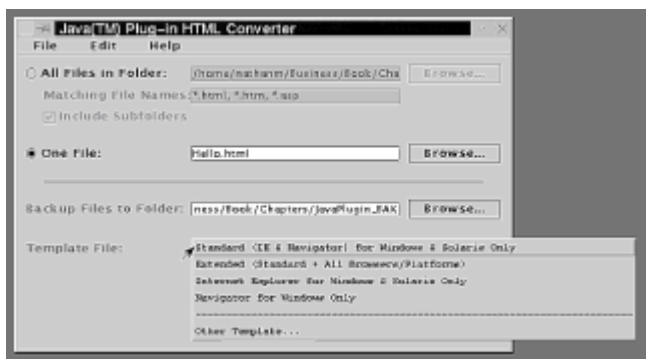 Java(TM) Plug-in HTML Converter
File Edit Help
All Files in Folder: /home/nathanm/Business/Book/Cha Browse...
Matching File Names: *.html, *.htm, *.asp
Include Subfolders
One File: Hello.html Browse...
Backup Files to Folder: ness/Book/Chapters/JavaPlugin_BAK Browse...
Template File: Standard (IE & Navigator) for Windows & Solaris Only
Extended (Standard + All Browsers/Platforms)
Internet Explorer for Windows & Solaris Only
Navigator for Windows Only
Other Template...